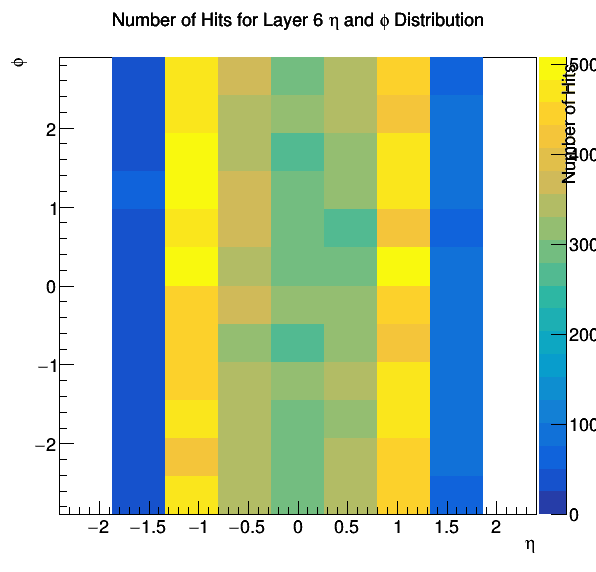 Number of Hits for Layer 6 η and ϕ Distribution
ϕ
Number of Hits
500
400
300
200
100
0
2
1
0
−1
−2
−2 −1.5 −1 −0.5 0 0.5 1 1.5 2
η